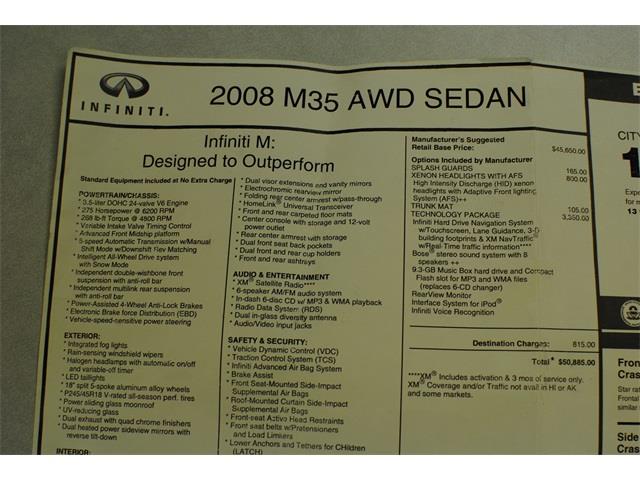 INFINITI.
2008 M35 AWD SEDAN
Infiniti M:
Designed to Outperform
Standard Equipment Included at No Extra Charge
POWERTRAIN/CHASSIS:
* 3.5-liter DOHC 24-valve V6 Engine
* 275 Horsepower @ 6200 RPM
* 268 lb-ft Torque @ 4800 RPM
* Variable Intake Valve Timing Control
* Advanced Front Midship platform
* 5-speed Automatic Transmission w/Manual
Shift Mode w/Downshift Rev Matching
* Intelligent All-Wheel Drive system
with Snow Mode
* Independent double-wishbone front
suspension with anti-roll bar
* Independent multilink rear suspension
with anti-roll bar
* Power-Assisted 4-Wheel Anti-Lock Brakes
* Electronic Brake force Distribution (EBD)
* Vehicle-speed-sensitive power steering
EXTERIOR:
* Integrated fog lights
* Rain-sensing windshield wipers
* Halogen headlamps with automatic on/off
and variable-off timer
* LED taillights
* 18" split 5-spoke aluminum alloy wheels
* P245/45R18 V-rated all-season perf. tires
* Power sliding glass moonroof
* UV-reducing glass
* Dual exhaust with quad chrome finishers
* Dual heated power sideview mirrors with
reverse tilt-down
INTERIOR:
* Dual visor extensions and vanity mirrors
* Electrochromic rearview mirror
* Folding rear center armrest w/pass-through
* HomeLink® Universal Transceiver
* Front and rear carpeted floor mats
* Center console with storage and 12-volt
power outlet
* Rear center armrest with storage
* Dual front seat back pockets
* Dual front and rear cup holders
* Front and rear ashtrays
AUDIO & ENTERTAINMENT
* XM® Satellite Radio****
* 6-speaker AM/FM audio system
* In-dash 6-disc CD w/ MP3 & WMA playback
* Radio Data System (RDS)
* Dual in-glass diversity antenna
* Audio/Video input jacks
SAFETY & SECURITY:
* Vehicle Dynamic Control (VDC)
* Traction Control System (TCS)
* Infiniti Advanced Air Bag System
* Brake Assist
* Front Seat-Mounted Side-Impact
Supplemental Air Bags
* Roof-Mounted Curtain Side-Impact
Supplemental Air Bags
* Front-seat Active Head Restraints
* Front seat belts w/Pretensioners
and Load Limiters
* Lower Anchors and Tethers for CHildren
(LATCH)
Manufacturer's Suggested
Retail Base Price: $45,650.00
Options Included by Manufacturer
SPLASH GUARDS 165.00
XENON HEADLIGHTS WITH AFS 800.00
High Intensity Discharge (HID) xenon
headlights with Adaptive Front lighting
System (AFS)++
TRUNK MAT 105.00
TECHNOLOGY PACKAGE 3,350.00
Infiniti Hard Drive Navigation System
w/Touchscreen, Lane Guidance, 3-D
building footprints & XM NavTraffic®
w/Real-Time traffic information****
Bose® stereo sound system with 8
speakers ++
9.3-GB Music Box hard drive and Compact
Flash slot for MP3 and WMA files
(replaces 6-CD changer)
RearView Monitor
Interface System for iPod®
Infiniti Voice Recognition
Destination Charges: 815.00
Total* $50,885.00
****XM® Includes activation & 3 mos of service only.
XM® Coverage and/or Traffic not avail in HI or AK
and some markets.
E
CITY
1
Expe
for m
13
Fron
Cras
Star ra
Frontal
similar
Side
Cras